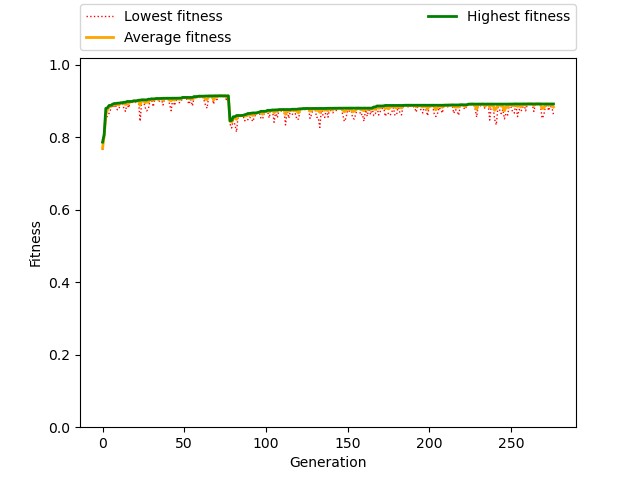 Lowest fitness
Average fitness
Highest fitness
1.0
0.8
0.6
0.4
0.2
0.0
Fitness
0 50 100 150 200 250
Generation